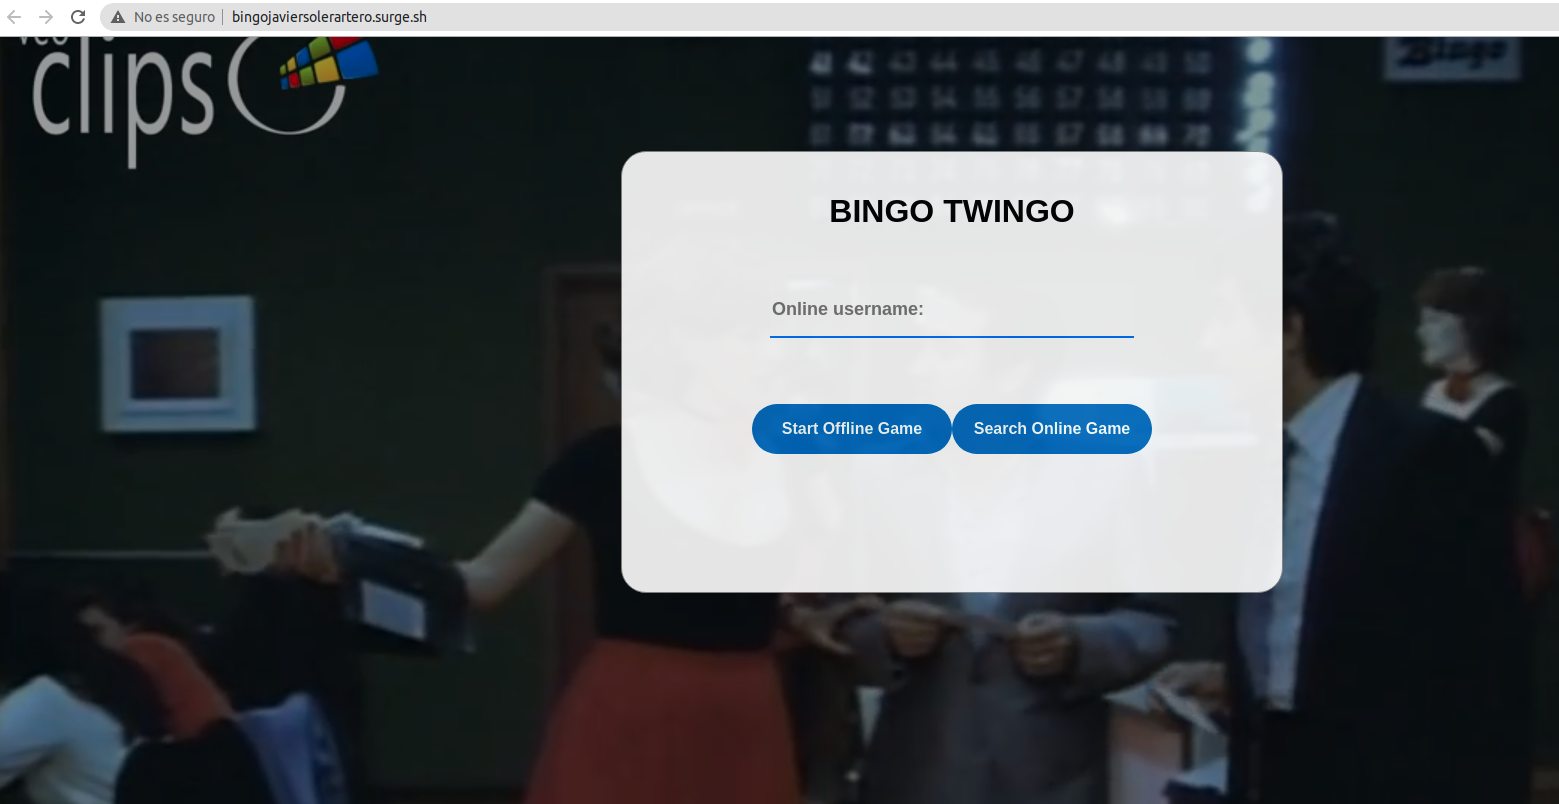 No es seguro bingojaviersolerartero.surge.sh
clips
41 42 43 44 45 46 47 48 49 50
51 52 53 54 55 56 57 58 59 60
Bingo
BINGO TWINGO
Online username:
Start Offline Game Search Online Game